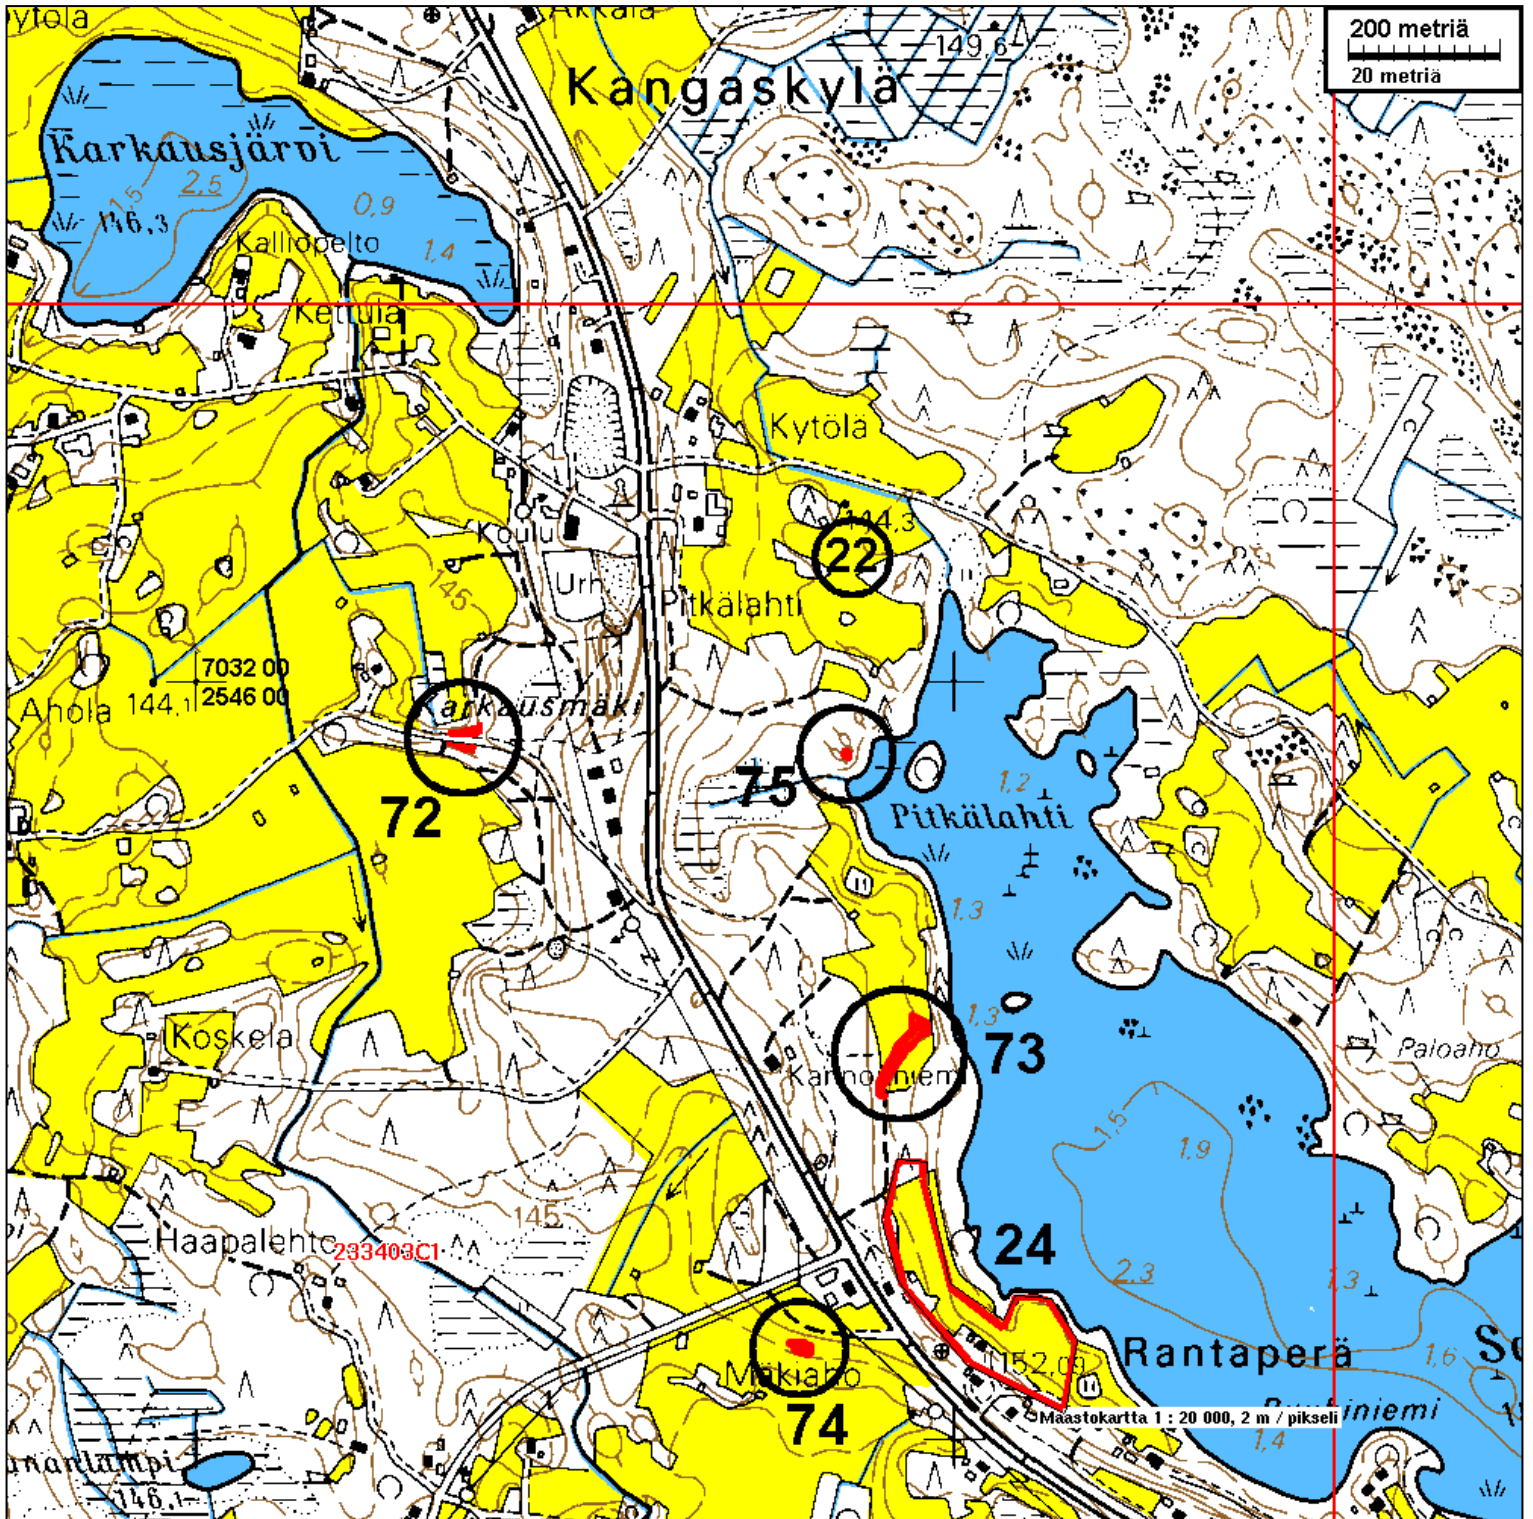 200 metriä
20 metriä
149,6
Kangaskylä
Karkausjärvi
1,5
2,5
146,3
0,9
1,4
Kalliopelto
Kettula
Kytölä
144,3
22
Koulu
Urh.
145
Pitkälahti
7032 00
2546 00
Ahola
144,1
Karkausmäki
75
72
1,2
Pitkälahti
1,3
1,3
73
Koskela
Paloaho
Kannonniemi
1,5
1,9
145
Haapalehto
233403C1
24
2,3
1,3
Rantaperä
152,09
1,6
Mäkiaho
74
Maastokartta 1 : 20 000, 2 m / pikseli
1,4
146,1